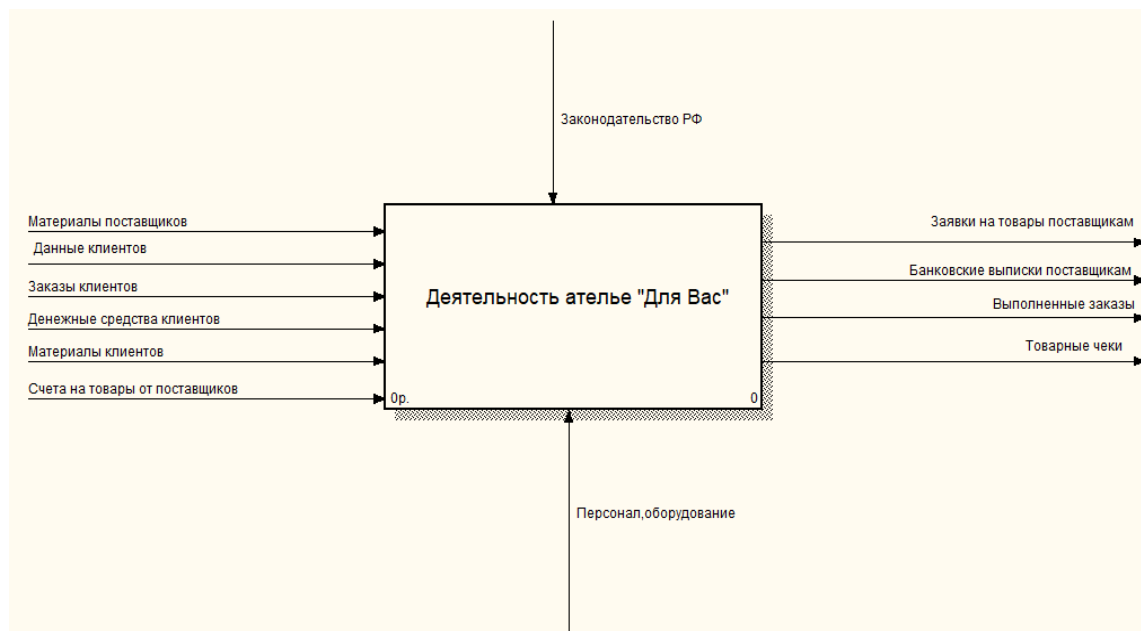 Законодательство РФ
Материалы поставщиков
Данные клиентов
Заказы клиентов
Денежные средства клиентов
Материалы клиентов
Счета на товары от поставщиков
Деятельность ателье "Для Вас"
0р.
0
Заявки на товары поставщикам
Банковские выписки поставщикам
Выполненные заказы
Товарные чеки
Персонал,оборудование